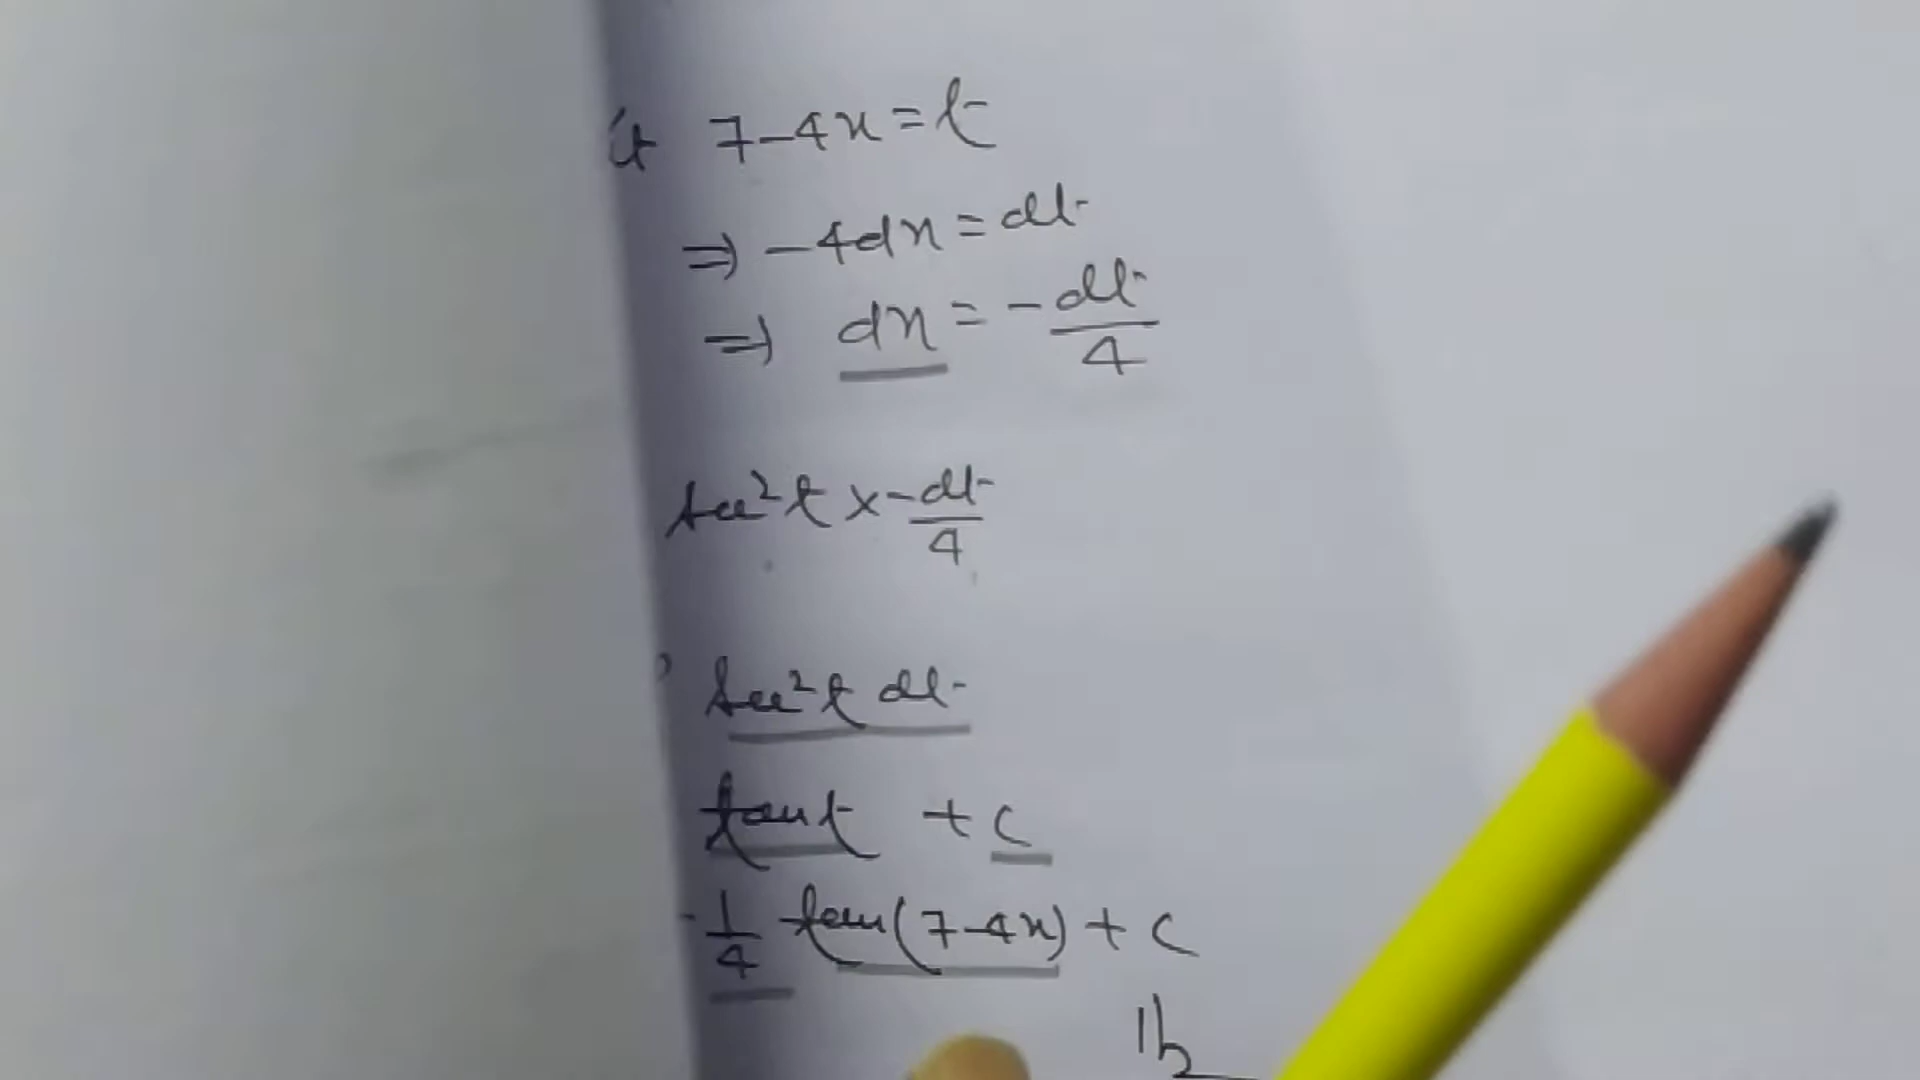 7-4x=t
⇒ -4dx = dt
⇒ dx = - dt/4
sec²t x - dt/4
sec²t dt
tan t + c
- 1/4 tan(7-4x) + c